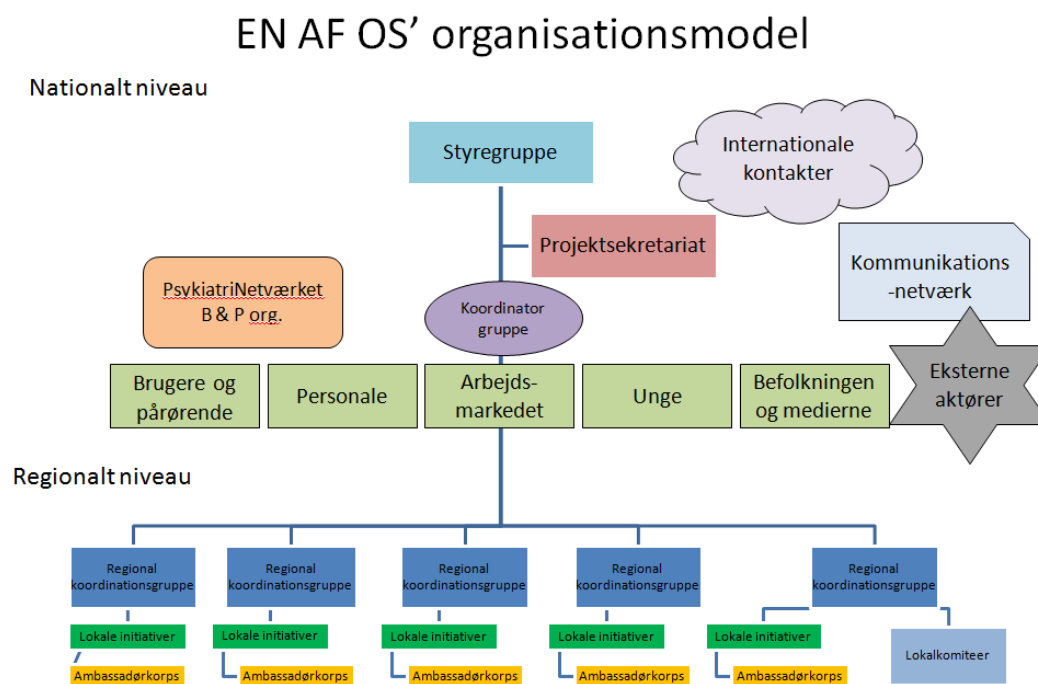 EN AF OS’ organisationsmodel
Nationalt niveau
Styregruppe
Internationale
kontakter
Projektsekretariat
Kommunikations
-netværk
PsykiatriNetværket
B & P org.
Koordinator
gruppe
Brugere og
pårørende
Personale
Arbejds-
markedet
Unge
Befolkningen
og medierne
Eksterne
aktører
Regionalt niveau
Regional
koordinationsgruppe
Regional
koordinationsgruppe
Regional
koordinationsgruppe
Regional
koordinationsgruppe
Regional
koordinationsgruppe
Lokale initiativer
Lokale initiativer
Lokale initiativer
Lokale initiativer
Lokale initiativer
Lokalkomiteer
Ambassadørkorps
Ambassadørkorps
Ambassadørkorps
Ambassadørkorps
Ambassadørkorps